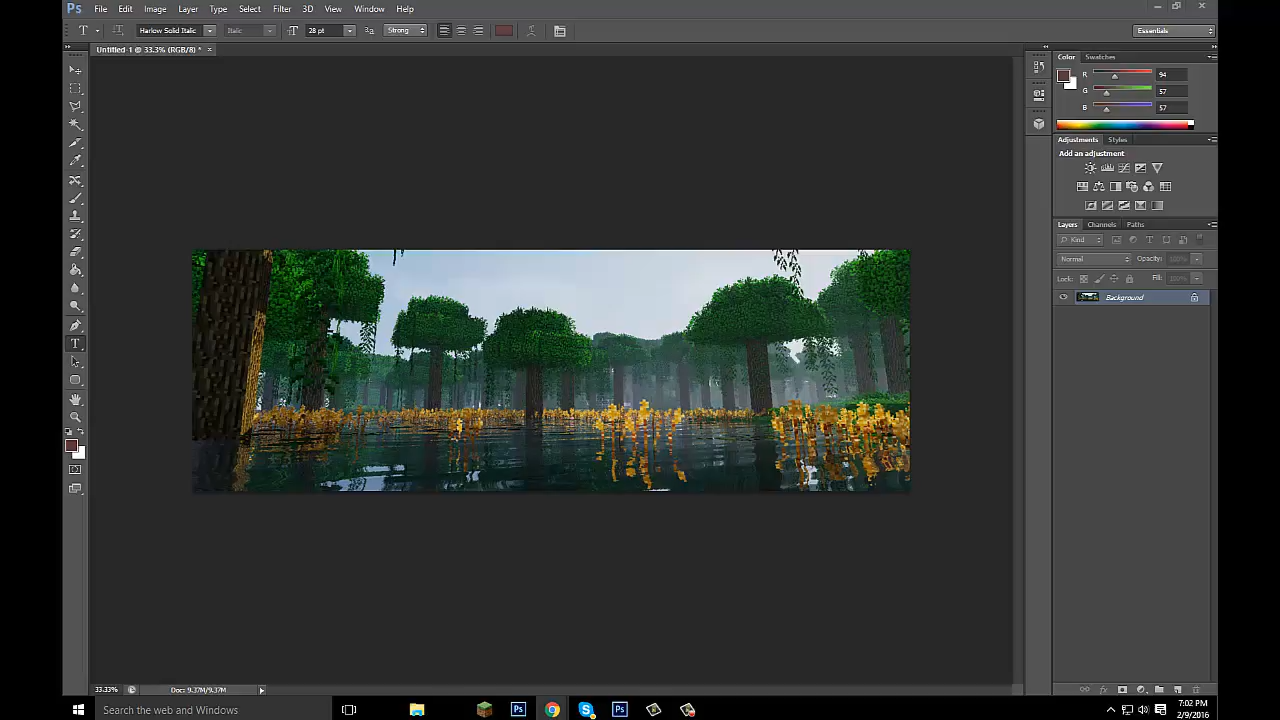 Ps File Edit Image Layer Type Select Filter 3D View Window Help
T Harlow Solid Italic Italic 28 pt aa Strong Essentials
Untitled-1 @ 33.3% (RGB/8) * ×
Color Swatches
R 94
G 57
B 57
Adjustments Styles
Add an adjustment
Layers Channels Paths
Kind
Normal Opacity: 100%
Lock: Fill: 100%
Background
33.33% Doc: 9.37M/9.37M
Search the web and Windows
7:02 PM
2/9/2016